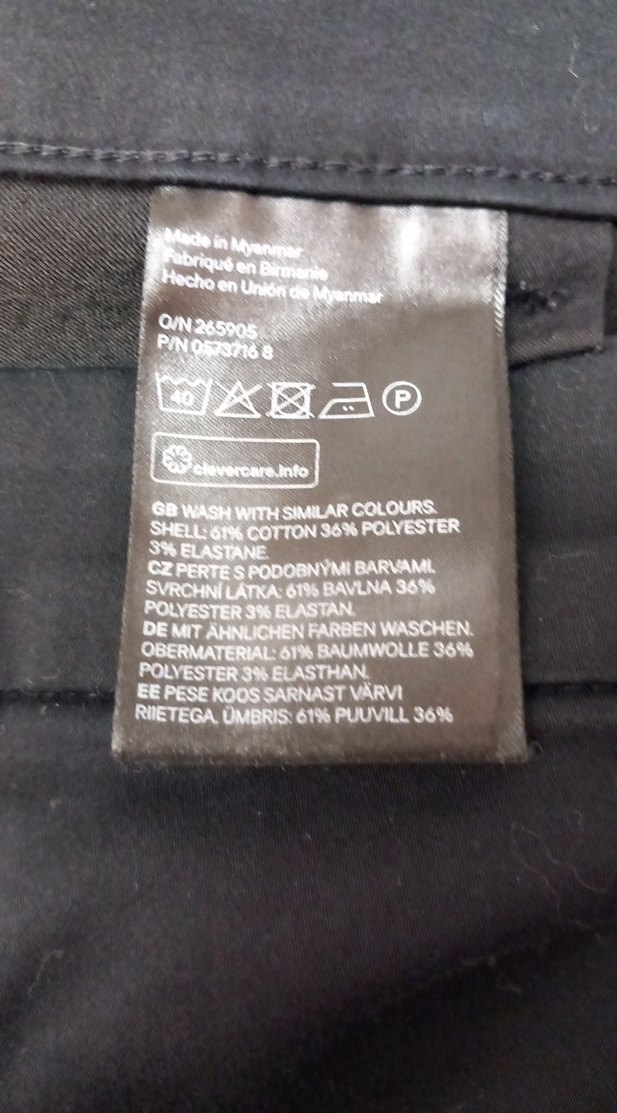 Made in Myanmar
Fabriqué en Birmanie
Hecho en Unión de Myanmar
O/N 265905
P/N 0573716 8
40 P
clevercare.info
GB WASH WITH SIMILAR COLOURS.
SHELL: 61% COTTON 36% POLYESTER
3% ELASTANE.
CZ PERTE S PODOBNÝMI BARVAMI.
SVRCHNÍ LÁTKA: 61% BAVLNA 36%
POLYESTER 3% ELASTAN.
DE MIT ÄHNLICHEN FARBEN WASCHEN.
OBERMATERIAL: 61% BAUMWOLLE 36%
POLYESTER 3% ELASTHAN.
EE PESE KOOS SARNAST VÄRVI
RIIETEGA. ÜMBRIS: 61% PUUVILL 36%